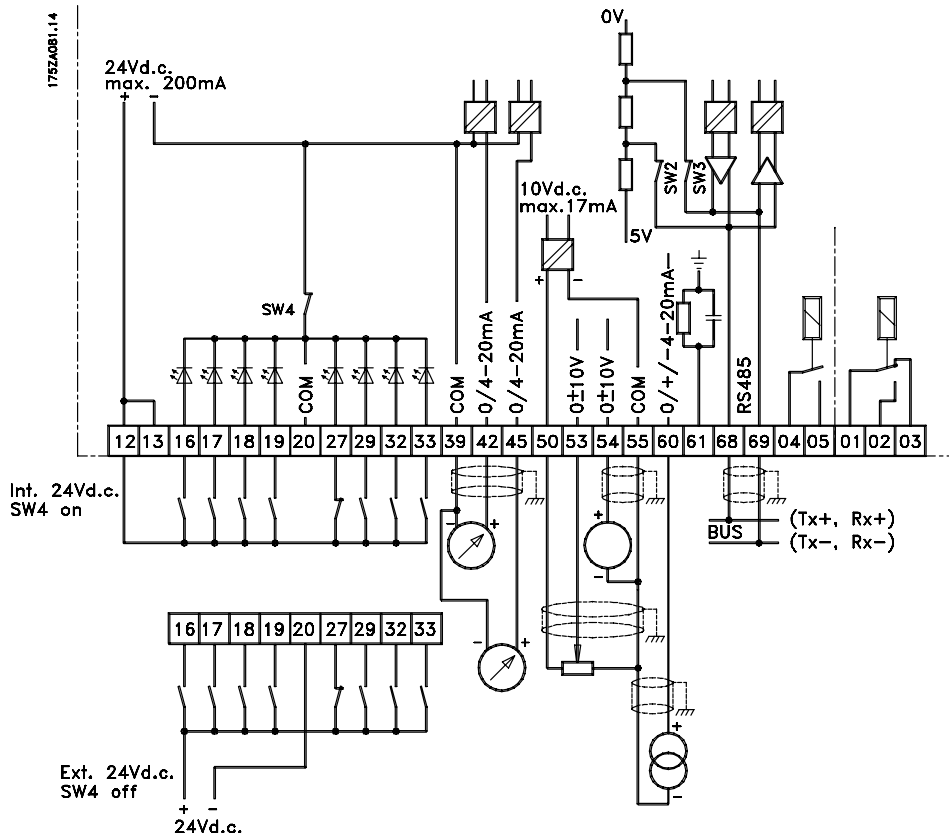 175ZA081.14
24Vd.c.
max. 200mA
+ -
0V
SW2
SW3
10Vd.c.
max.17mA
5V
+ -
SW4
COM
COM
0/4-20mA
0/4-20mA
0±10V
0±10V
COM
0/+/-4-20mA
RS485
12 13 16 17 18 19 20 27 29 32 33 39 42 45 50 53 54 55 60 61 68 69 04 05 01 02 03
Int. 24Vd.c.
SW4 on
- +
+
-
BUS
(Tx+, Rx+)
(Tx-, Rx-)
16 17 18 19 20 27 29 32 33
- +
+
-
Ext. 24Vd.c.
SW4 off
+ -
24Vd.c.